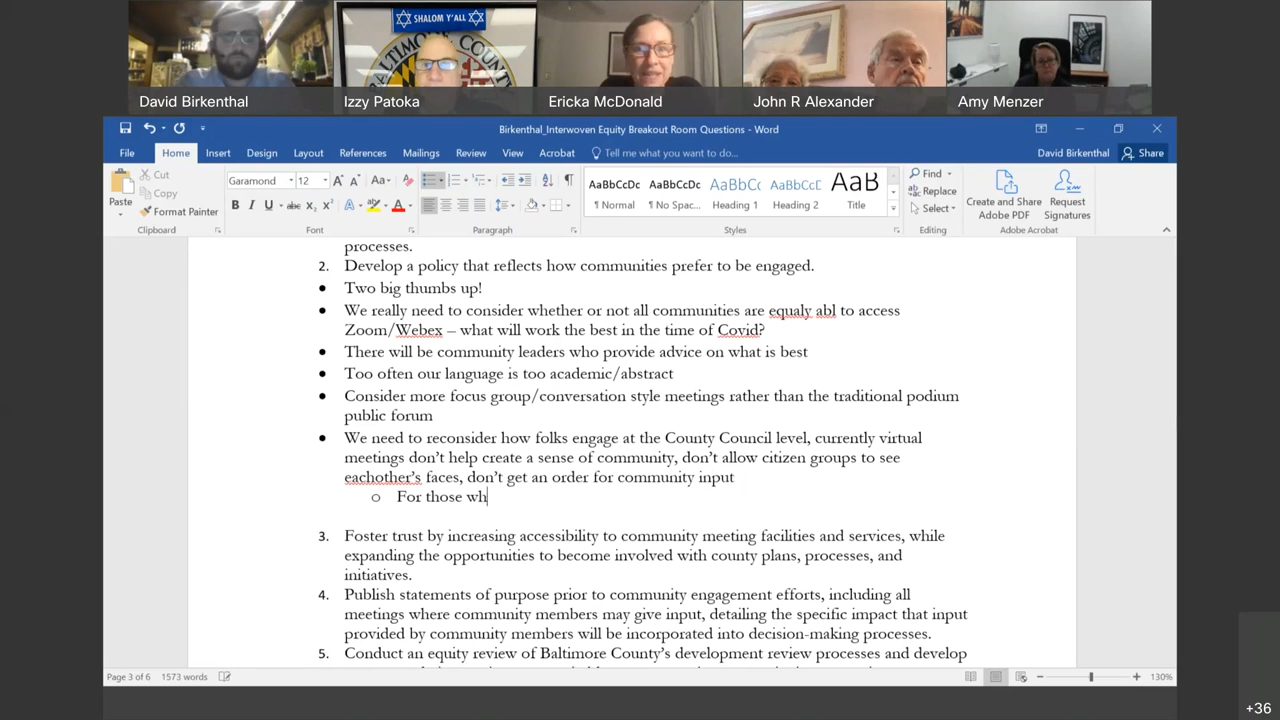 SHALOM Y'ALL
BALTIMORE COUNTY
David Birkenthal
Izzy Patoka
Ericka McDonald
John R Alexander
Amy Menzer
Birkenthal_Interwoven Equity Breakout Room Questions - Word
File Home Insert Design Layout References Mailings Review View Acrobat Tell me what you want to do... David Birkenthal Share
Paste
Cut
Copy
Format Painter
Clipboard
Garamond 12
Font
Paragraph
AaBbCcDc AaBbCcDc AaBbCc AaBbCcD AaB
¶ Normal ¶ No Spac... Heading 1 Heading 2 Title
Styles
Find
Replace
Select
Editing
Create and Share
Adobe PDF
Request
Signatures
Adobe Acrobat
processes.
2. Develop a policy that reflects how communities prefer to be engaged.
• Two big thumbs up!
• We really need to consider whether or not all communities are equaly abl to access
Zoom/Webex – what will work the best in the time of Covid?
• There will be community leaders who provide advice on what is best
• Too often our language is too academic/abstract
• Consider more focus group/conversation style meetings rather than the traditional podium
public forum
• We need to reconsider how folks engage at the County Council level, currently virtual
meetings don't help create a sense of community, don't allow citizen groups to see
eachother's faces, don't get an order for community input
o For those wh
3. Foster trust by increasing accessibility to community meeting facilities and services, while
expanding the opportunities to become involved with county plans, processes, and
initiatives.
4. Publish statements of purpose prior to community engagement efforts, including all
meetings where community members may give input, detailing the specific impact that input
provided by community members will be incorporated into decision-making processes.
5. Conduct an equity review of Baltimore County's development review processes and develop
Page 3 of 6 1573 words
130%
+36